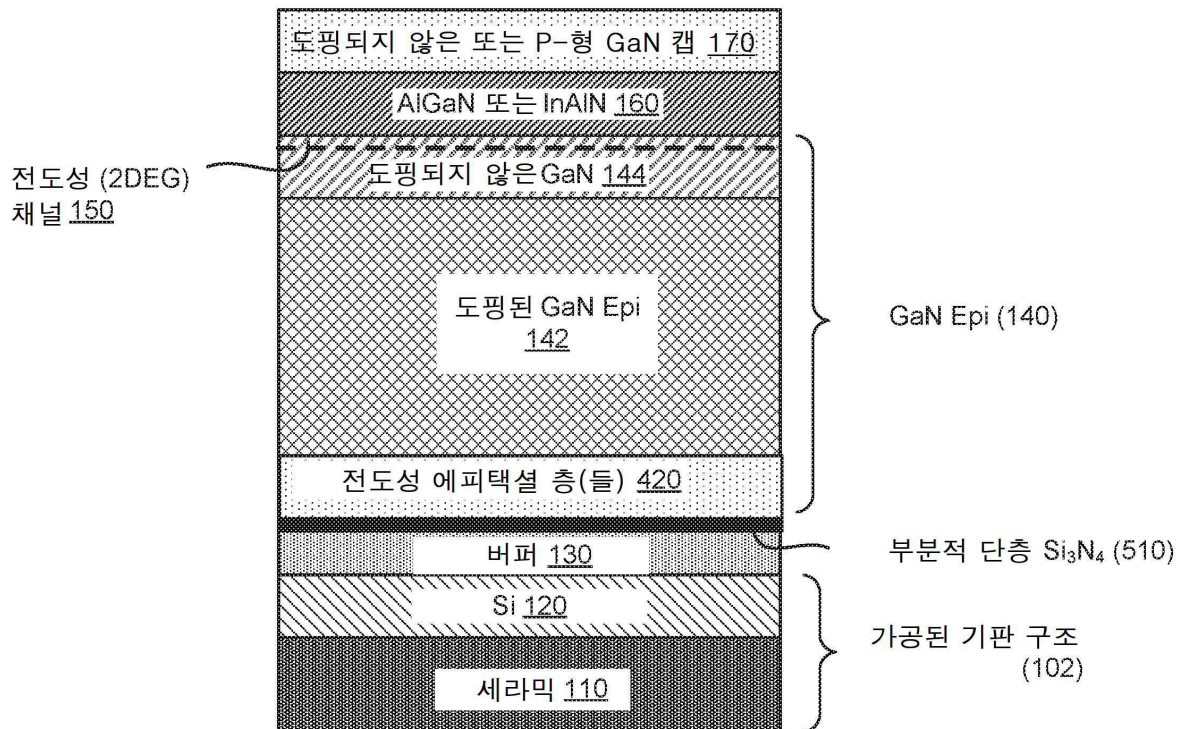 도핑되지 않은 또는 P-형 GaN 캡 170
AlGaN 또는 InAlN 160
전도성 (2DEG)
채널 150
도핑되지 않은GaN 144
도핑된 GaN Epi
142
GaN Epi (140)
전도성 에피택셜 층(들) 420
버퍼 130
부분적 단층 Si₃N₄ (510)
Si 120
가공된 기판 구조
(102)
세라믹 110